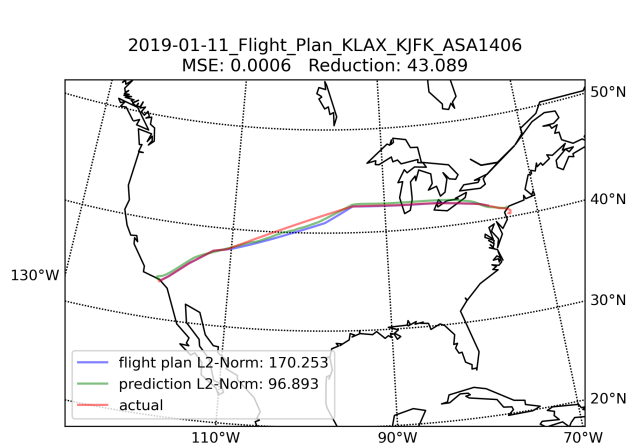 2019-01-11_Flight_Plan_KLAX_KJFK_ASA1406
MSE: 0.0006 Reduction: 43.089
50°N
40°N
130°W
30°N
flight plan L2-Norm: 170.253
prediction L2-Norm: 96.893
20°N
actual
110°W 90°W 70°W